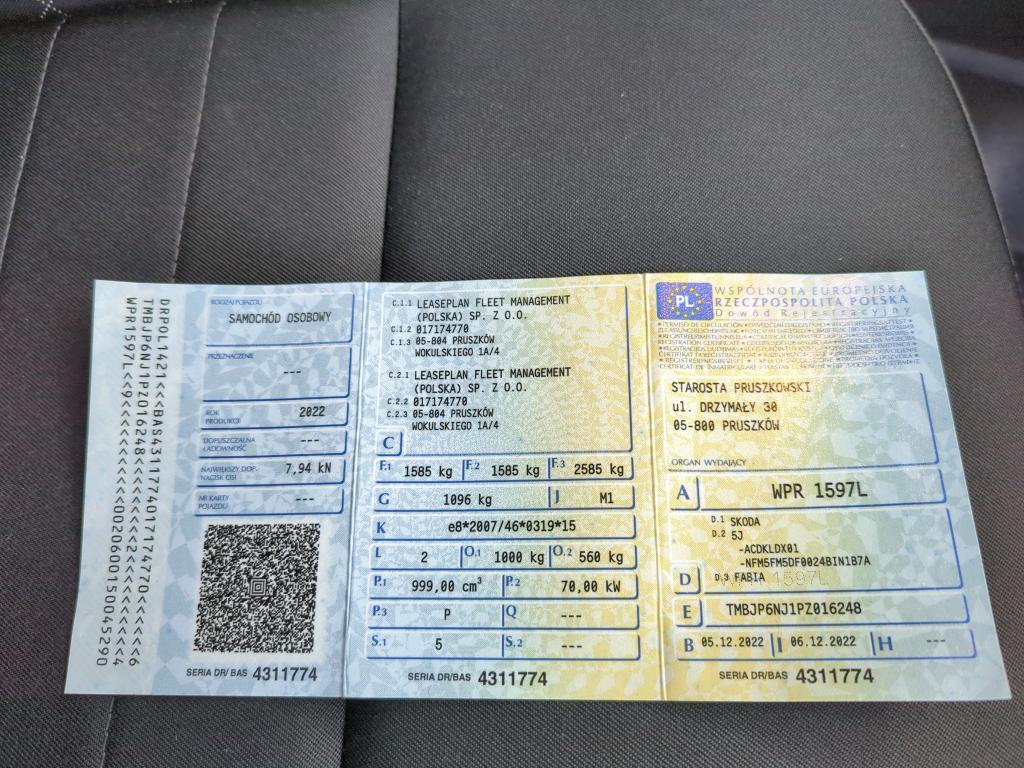 DRPOL1421<<BAS4311774017174770<<<<<<6
TMBJPGNJ1PZ016248<<<<<<<<<2<<<2<<<<<4
RODZAJ POJAZDU
SAMOCHÓD OSOBOWY
PRZEZNACZENIE
---
ROK
PRODUKCJI
2022
DOPUSZCZALNA
ŁADOWNOŚĆ
---
NAJWIĘKSZY DOP.
NACISK OSI
7,94 kN
NR KARTY
POJAZDU
---
SERIA DR/BAS 4311774
C.1.1 LEASEPLAN FLEET MANAGEMENT
(POLSKA) SP. Z O.O.
C.1.2 017174770
C.1.3 05-804 PRUSZKÓW
WOKULSKIEGO 1A/4
C.2.1 LEASEPLAN FLEET MANAGEMENT
(POLSKA) SP. Z O.O.
C.2.2 017174770
C.2.3 05-804 PRUSZKÓW
WOKULSKIEGO 1A/4
C
F.1 1585 kg F.2 1585 kg F.3 2585 kg
G 1096 kg J M1
K e8*2007/46*0319*15
L 2 O.1 1000 kg O.2 560 kg
P.1 999,00 cm³ P.2 70,00 kW
P.3 P Q ---
S.1 5 S.2 ---
SERIA DR/BAS 4311774
PL
WSPÓLNOTA EUROPEJSKA
RZECZPOSPOLITA POLSKA
Dowód Rejestracyjny
STAROSTA PRUSZKOWSKI
ul. DRZYMAŁY 30
05-800 PRUSZKÓW
ORGAN WYDAJĄCY
A WPR 1597L
D.1 SKODA
D.2 5J
-ACDKLDX01
-NFM5FM5DF0024BIN1B7A
D D.3 FABIA
E TMBJP6NJ1PZ016248
B 05.12.2022 I 06.12.2022 H ---
SERIA DR/BAS 4311774